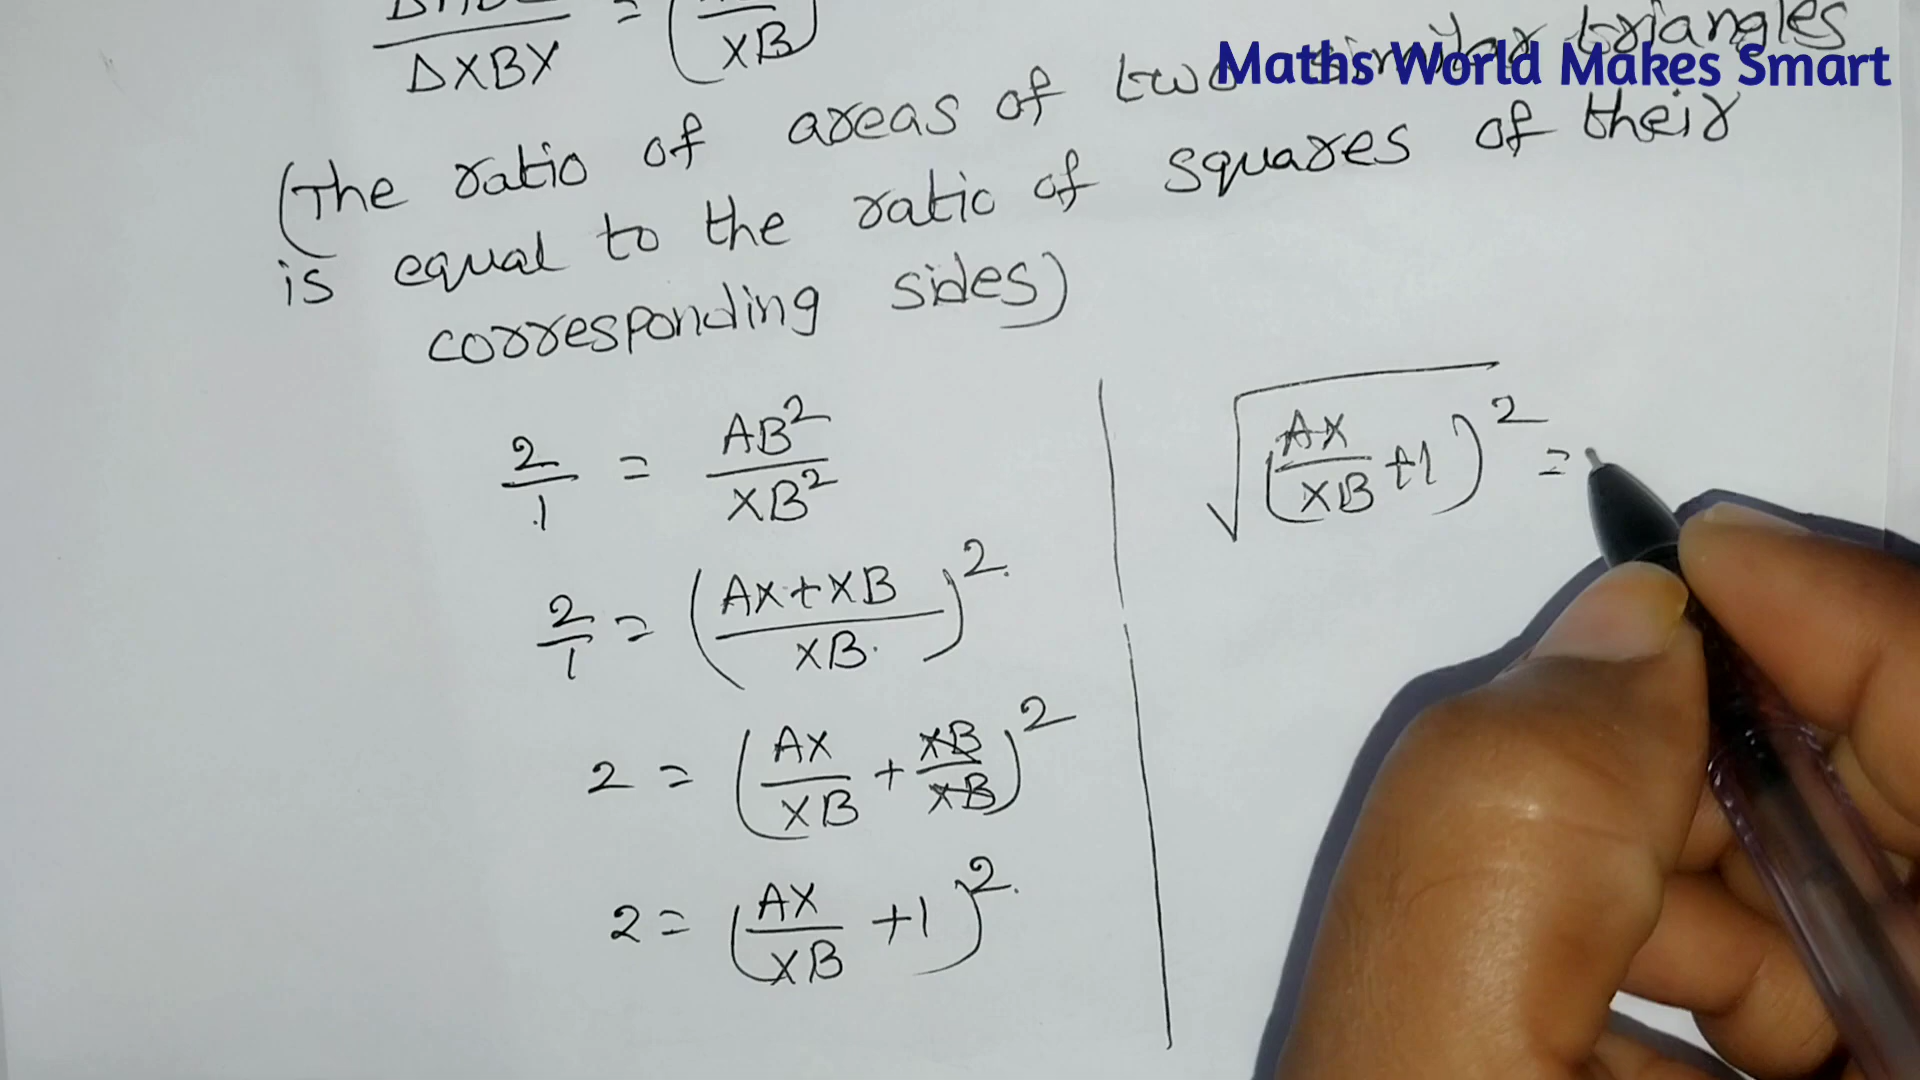 ΔXBY = ( XB )
Maths World Makes Smart
(The ratio of areas of two similar triangles
is equal to the ratio of squares of their
corresponding sides)
2/1 = AB²/XB²
2/1 = (AX+XB/XB)²
2 = (AX/XB + XB/XB)²
2 = (AX/XB +1)²
√(AX/XB +1)² =